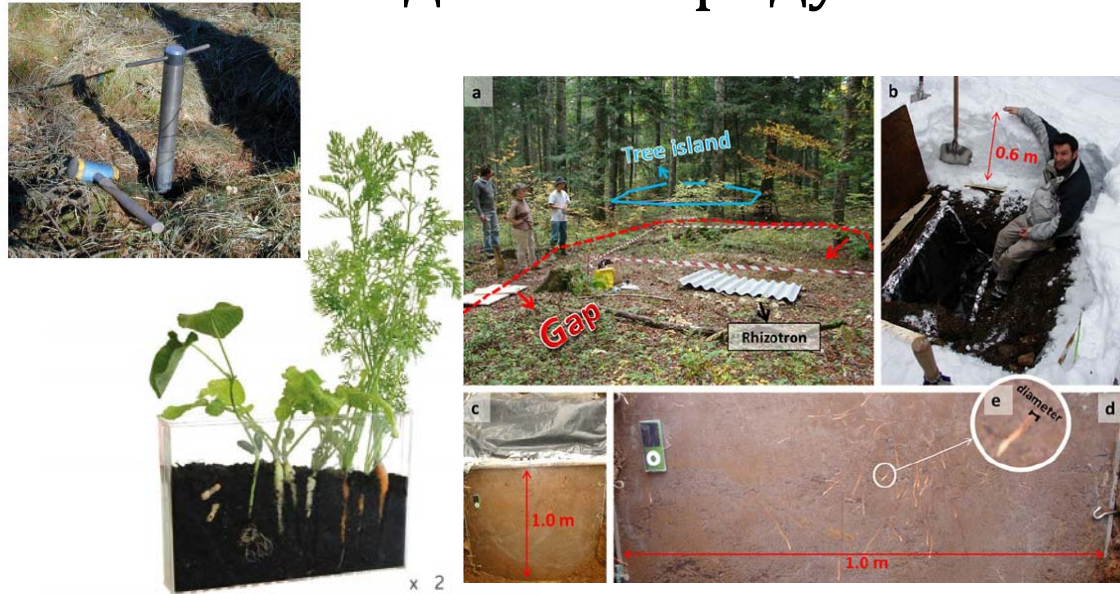 a
Tree island
Gap
Rhizotron
b
0.6 m
c
1.0 m
e
diameter
d
1.0 m
x 2